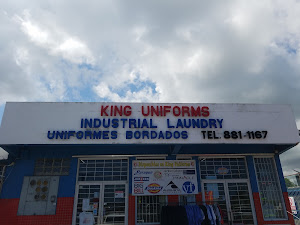 KING UNIFORMS
INDUSTRIAL LAUNDRY
UNIFORMES BORDADOS TEL. 881-1167